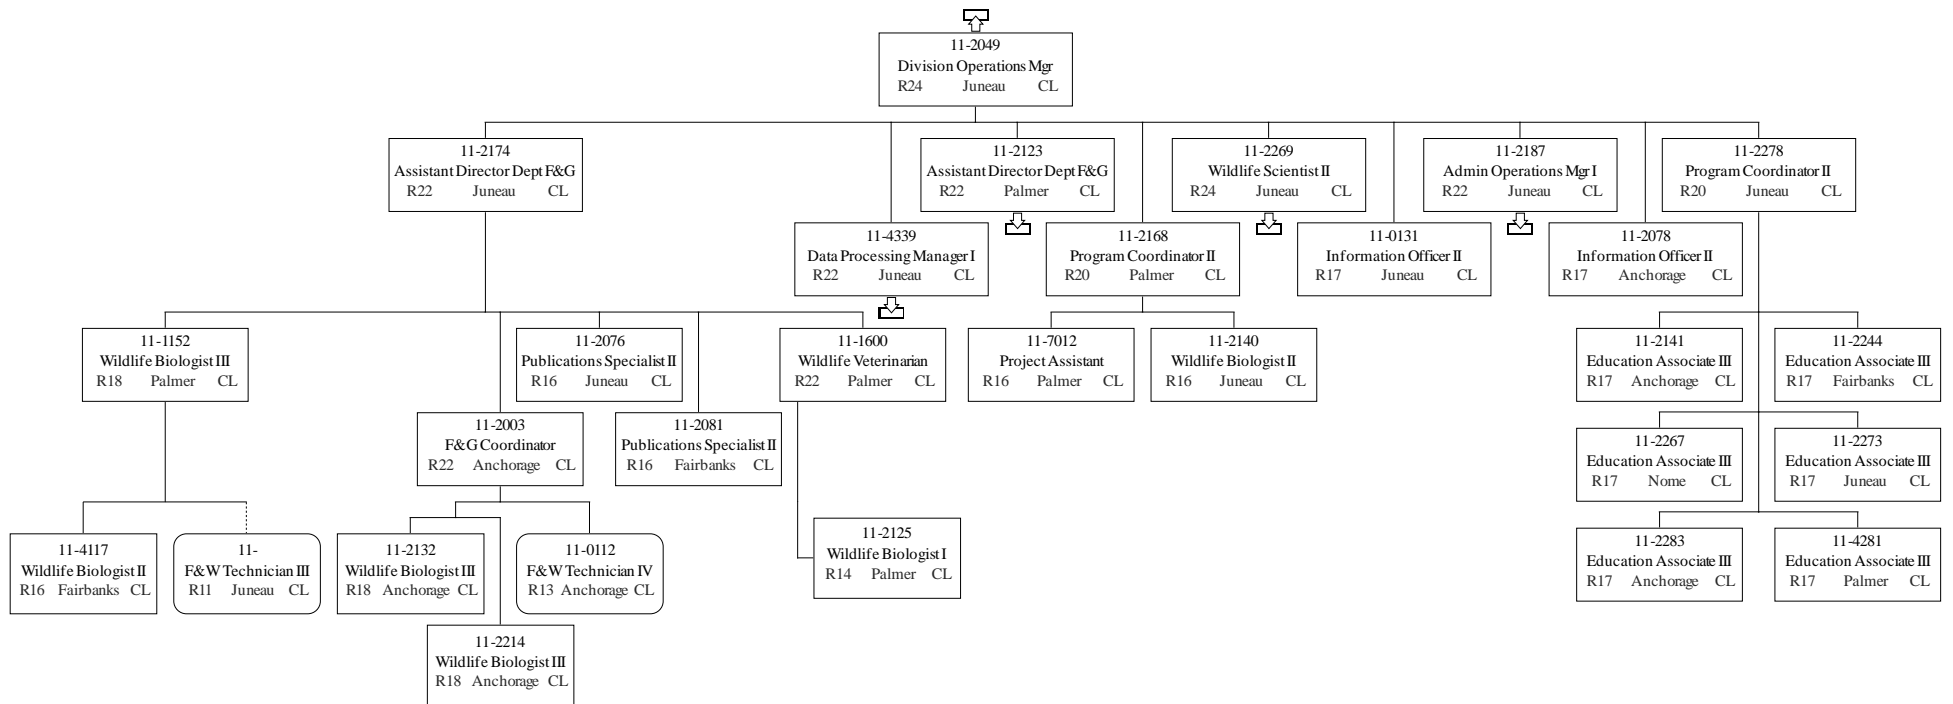 11-2049
Division Operations Mgr
R24 Juneau CL
11-2174
Assistant Director Dept F&G
R22 Juneau CL
11-2123
Assistant Director Dept F&G
R22 Palmer CL
11-2269
Wildlife Scientist II
R24 Juneau CL
11-2187
Admin Operations Mgr I
R22 Juneau CL
11-2278
Program Coordinator II
R20 Juneau CL
11-4339
Data Processing Manager I
R22 Juneau CL
11-2168
Program Coordinator II
R20 Palmer CL
11-0131
Information Officer II
R17 Juneau CL
11-2078
Information Officer II
R17 Anchorage CL
11-1152
Wildlife Biologist III
R18 Palmer CL
11-2076
Publications Specialist II
R16 Juneau CL
11-1600
Wildlife Veterinarian
R22 Palmer CL
11-7012
Project Assistant
R16 Palmer CL
11-2140
Wildlife Biologist II
R16 Juneau CL
11-2141
Education Associate III
R17 Anchorage CL
11-2244
Education Associate III
R17 Fairbanks CL
11-2003
F&G Coordinator
R22 Anchorage CL
11-2081
Publications Specialist II
R16 Fairbanks CL
11-2267
Education Associate III
R17 Nome CL
11-2273
Education Associate III
R17 Juneau CL
11-4117
Wildlife Biologist II
R16 Fairbanks CL
11-
F&W Technician III
R11 Juneau CL
11-2132
Wildlife Biologist III
R18 Anchorage CL
11-0112
F&W Technician IV
R13 Anchorage CL
11-2125
Wildlife Biologist I
R14 Palmer CL
11-2283
Education Associate III
R17 Anchorage CL
11-4281
Education Associate III
R17 Palmer CL
11-2214
Wildlife Biologist III
R18 Anchorage CL